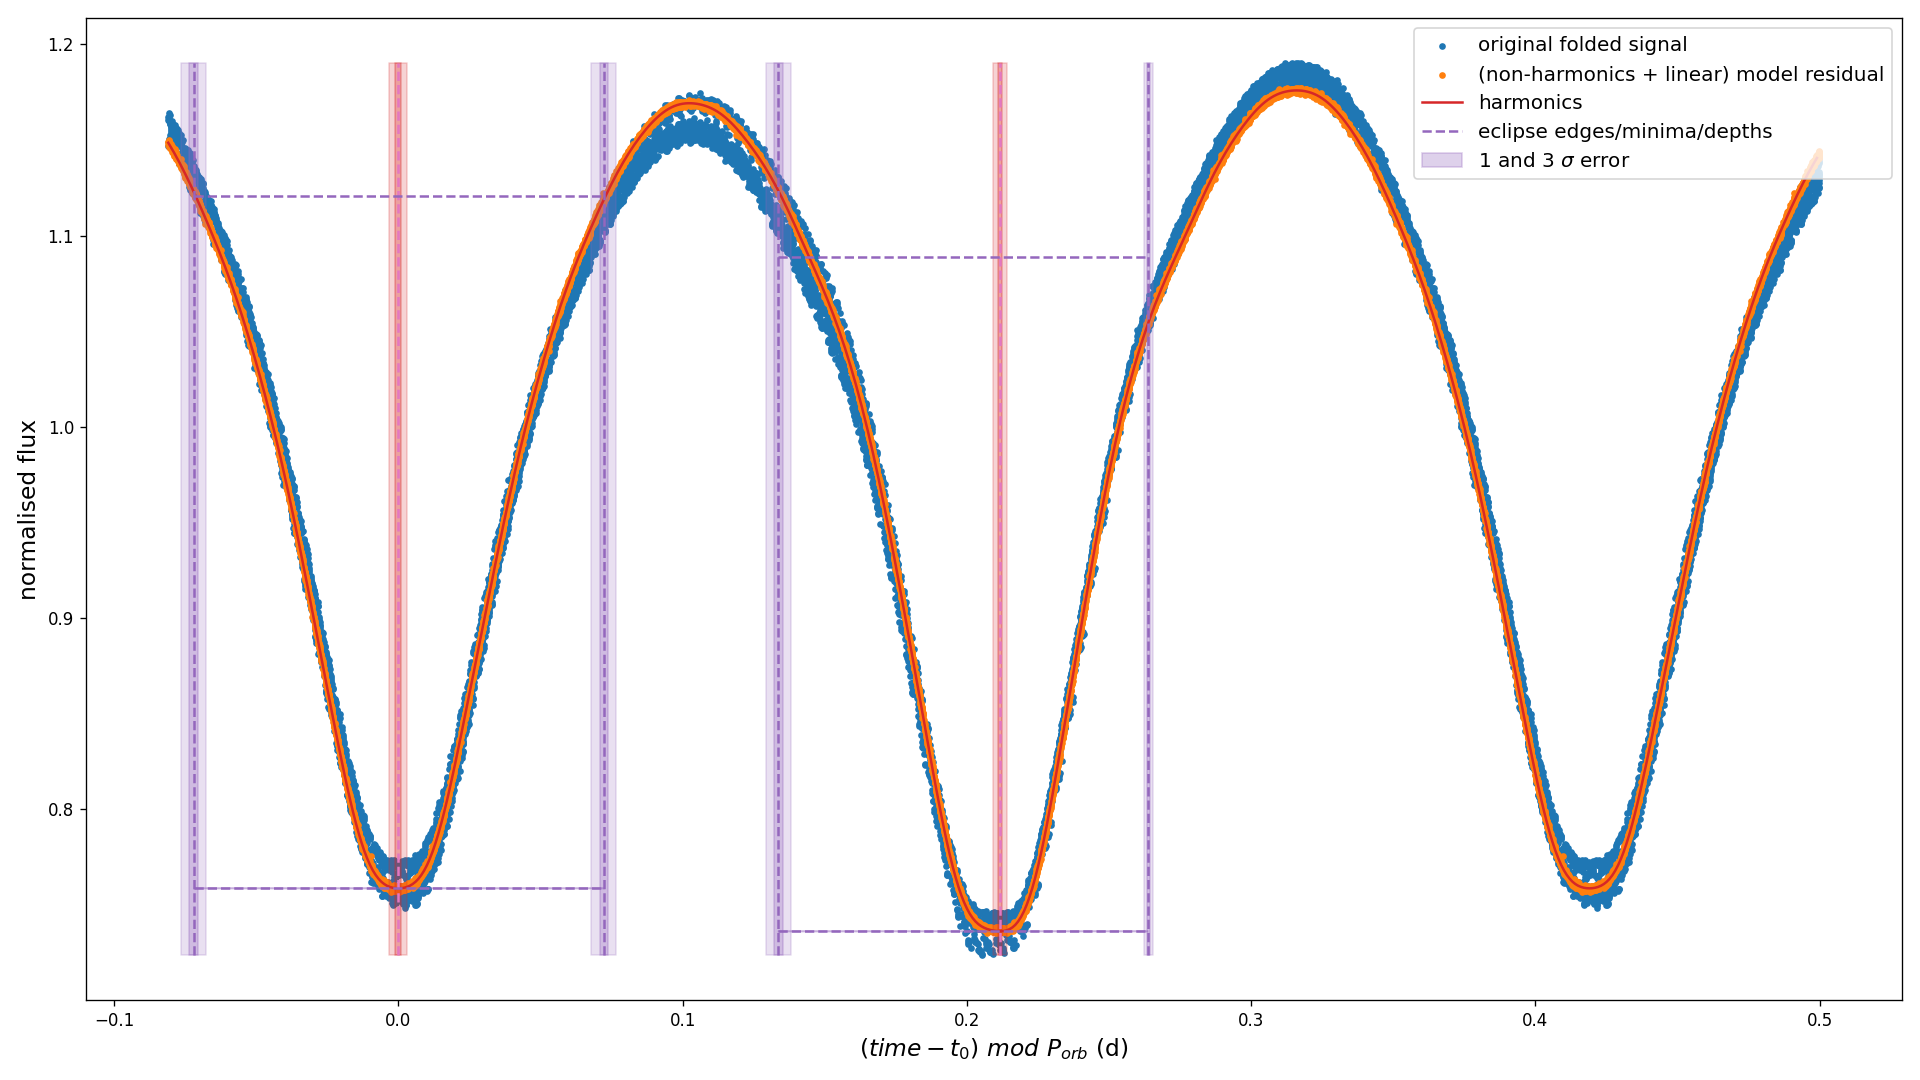 1.2
1.1
1.0
0.9
0.8
normalised flux
original folded signal
(non-harmonics + linear) model residual
harmonics
eclipse edges/minima/depths
1 and 3 σ error
−0.1 0.0 0.1 0.2 0.3 0.4 0.5
(time − t₀) mod Pₒᵣb (d)